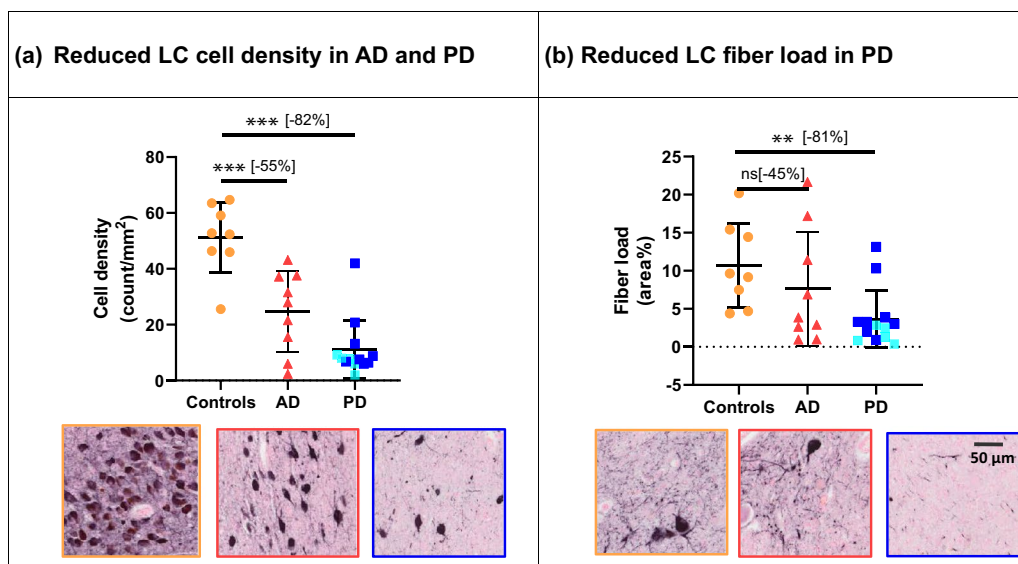 (a) Reduced LC cell density in AD and PD
*** [-82%]
*** [-55%]
80
60
40
20
0
Cell density
(count/mm²)
Controls AD PD
(b) Reduced LC fiber load in PD
** [-81%]
ns[-45%]
25
20
15
10
5
0
-5
Fiber load
(area%)
Controls AD PD
50 µm